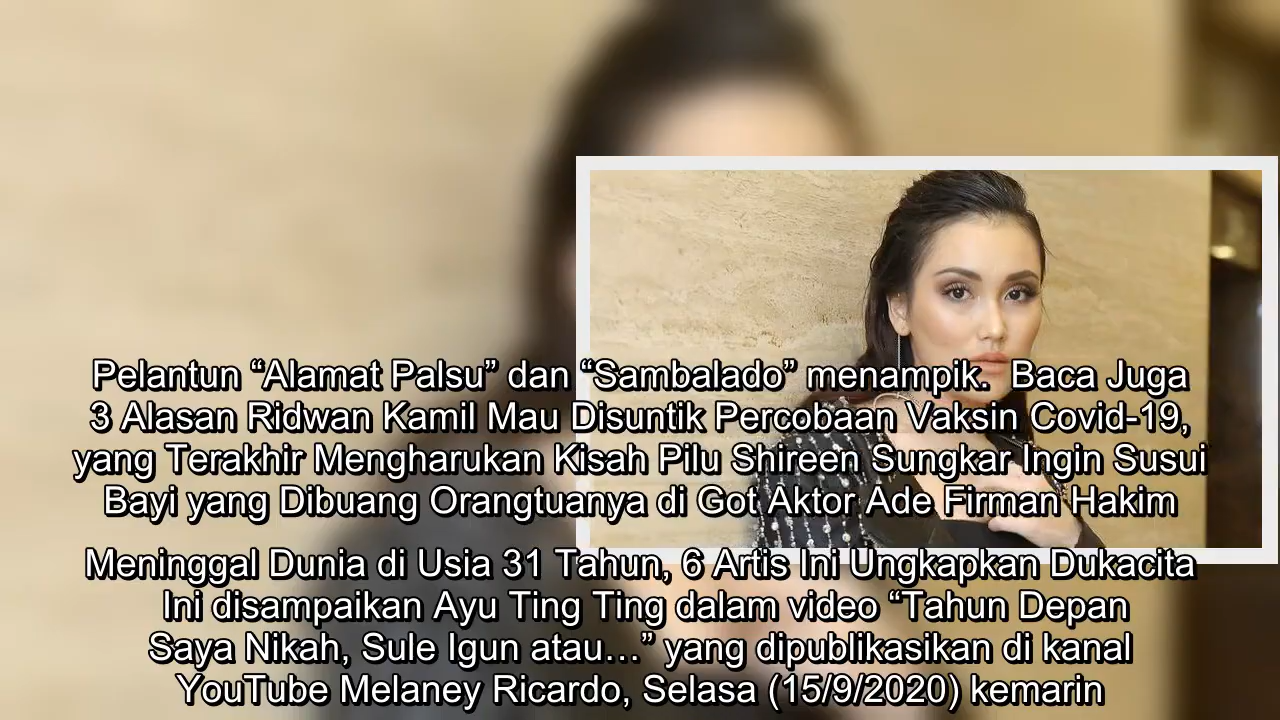 Pelantun “Alamat Palsu” dan “Sambalado” menampik.  Baca Juga
3 Alasan Ridwan Kamil Mau Disuntik Percobaan Vaksin Covid-19,
yang Terakhir Mengharukan Kisah Pilu Shireen Sungkar Ingin Susui
Bayi yang Dibuang Orangtuanya di Got Aktor Ade Firman Hakim
Meninggal Dunia di Usia 31 Tahun, 6 Artis Ini Ungkapkan Dukacita
Ini disampaikan Ayu Ting Ting dalam video “Tahun Depan
Saya Nikah, Sule Igun atau…” yang dipublikasikan di kanal
YouTube Melaney Ricardo, Selasa (15/9/2020) kemarin